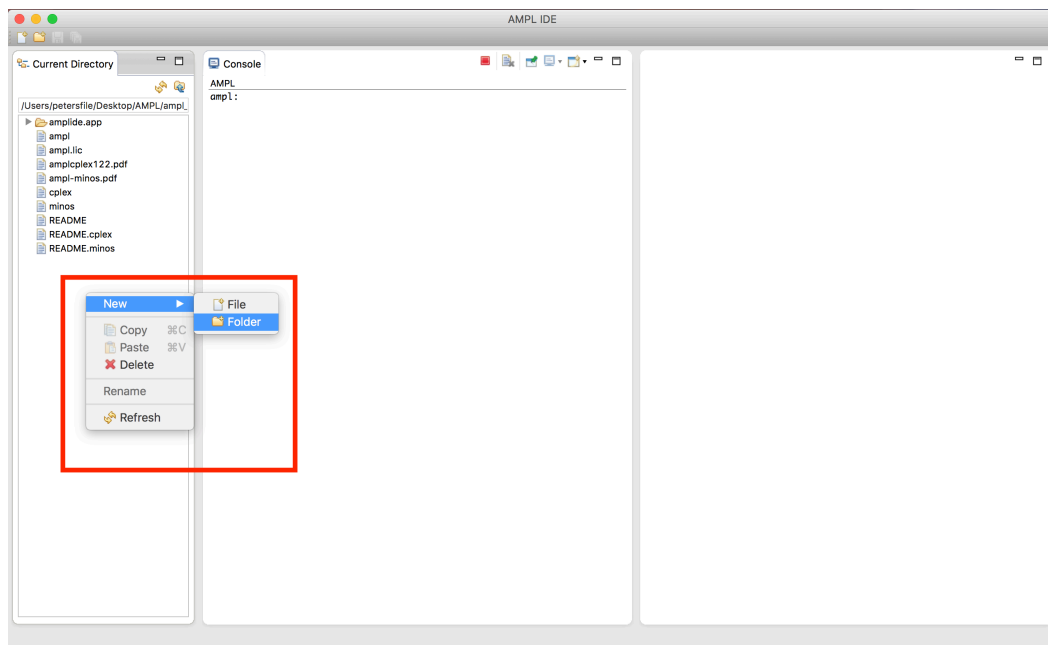 AMPL IDE
Current Directory
/Users/petersfile/Desktop/AMPL/ampl_
amplide.app
ampl
ampl.lic
amplcplex122.pdf
ampl-minos.pdf
cplex
minos
README
README.cplex
README.minos
New
Copy ⌘C
Paste ⌘V
Delete
Rename
Refresh
File
Folder
Console
AMPL
ampl: